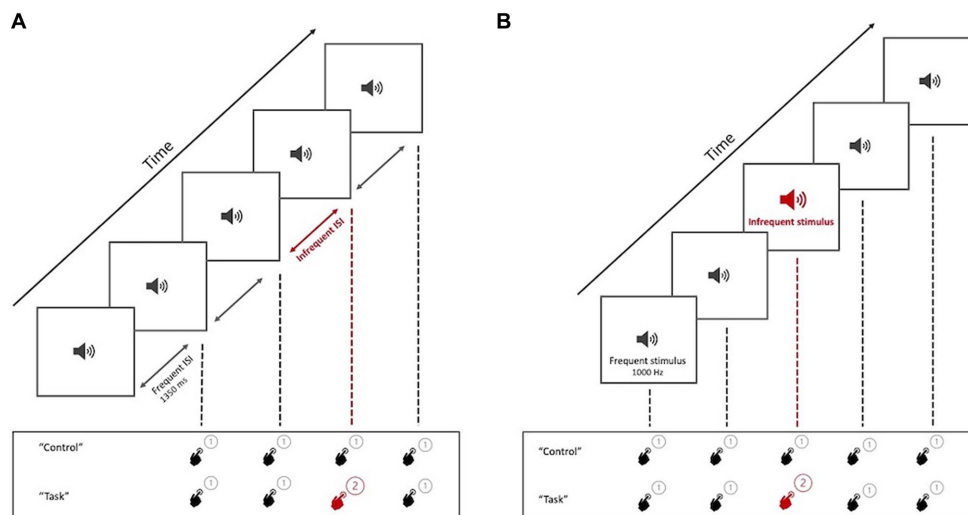 A
Time
Frequent ISI
1350 ms
Infrequent ISI
"Control"
1
1
1
1
"Task"
1
1
2
1
B
Time
Infrequent stimulus
Frequent stimulus
1000 Hz
"Control"
1
1
1
1
1
"Task"
1
1
2
1
1